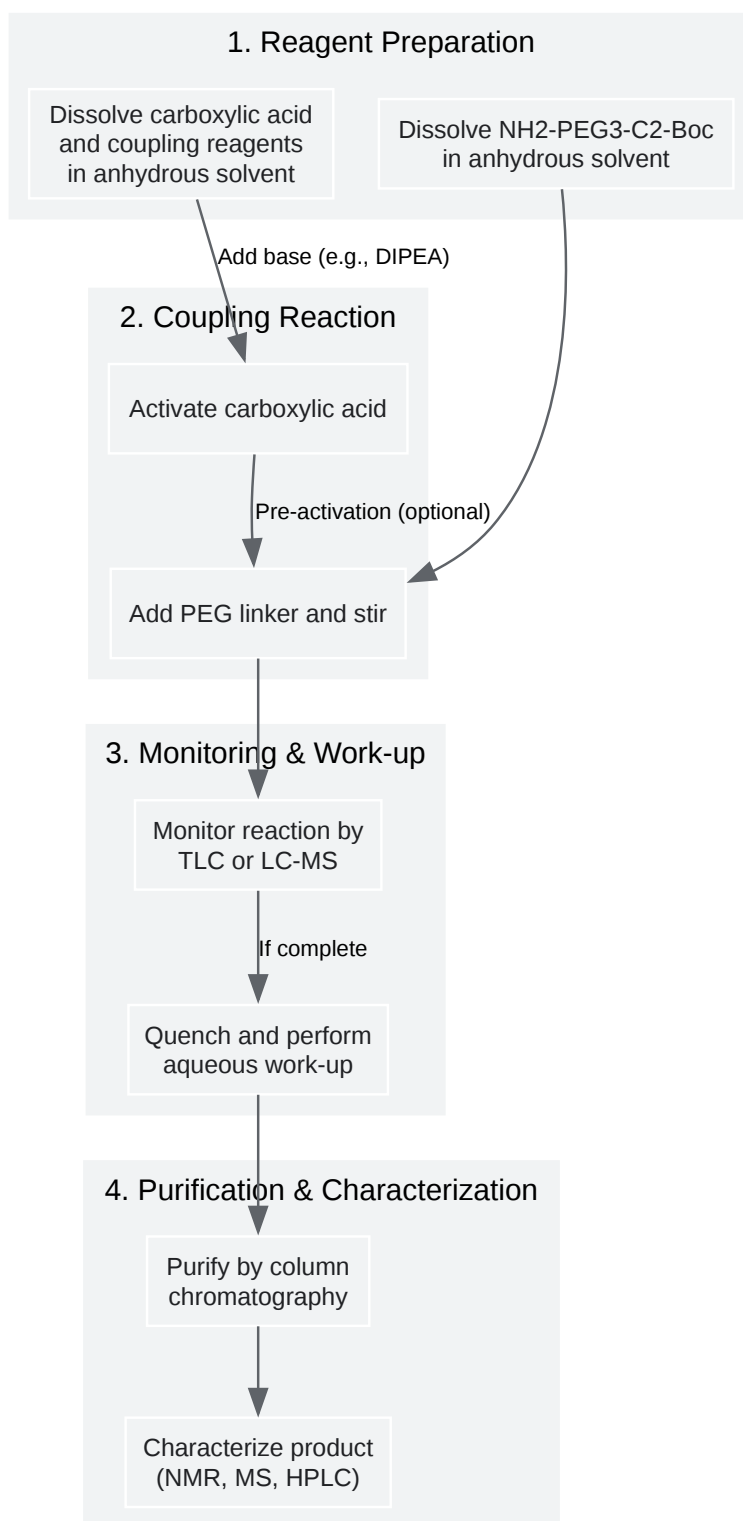 1. Reagent Preparation
Dissolve carboxylic acid
and coupling reagents
in anhydrous solvent
Dissolve NH2-PEG3-C2-Boc
in anhydrous solvent
Add base (e.g., DIPEA)
2. Coupling Reaction
Activate carboxylic acid
Pre-activation (optional)
Add PEG linker and stir
3. Monitoring & Work-up
Monitor reaction by
TLC or LC-MS
If complete
Quench and perform
aqueous work-up
4. Purification & Characterization
Purify by column
chromatography
Characterize product
(NMR, MS, HPLC)